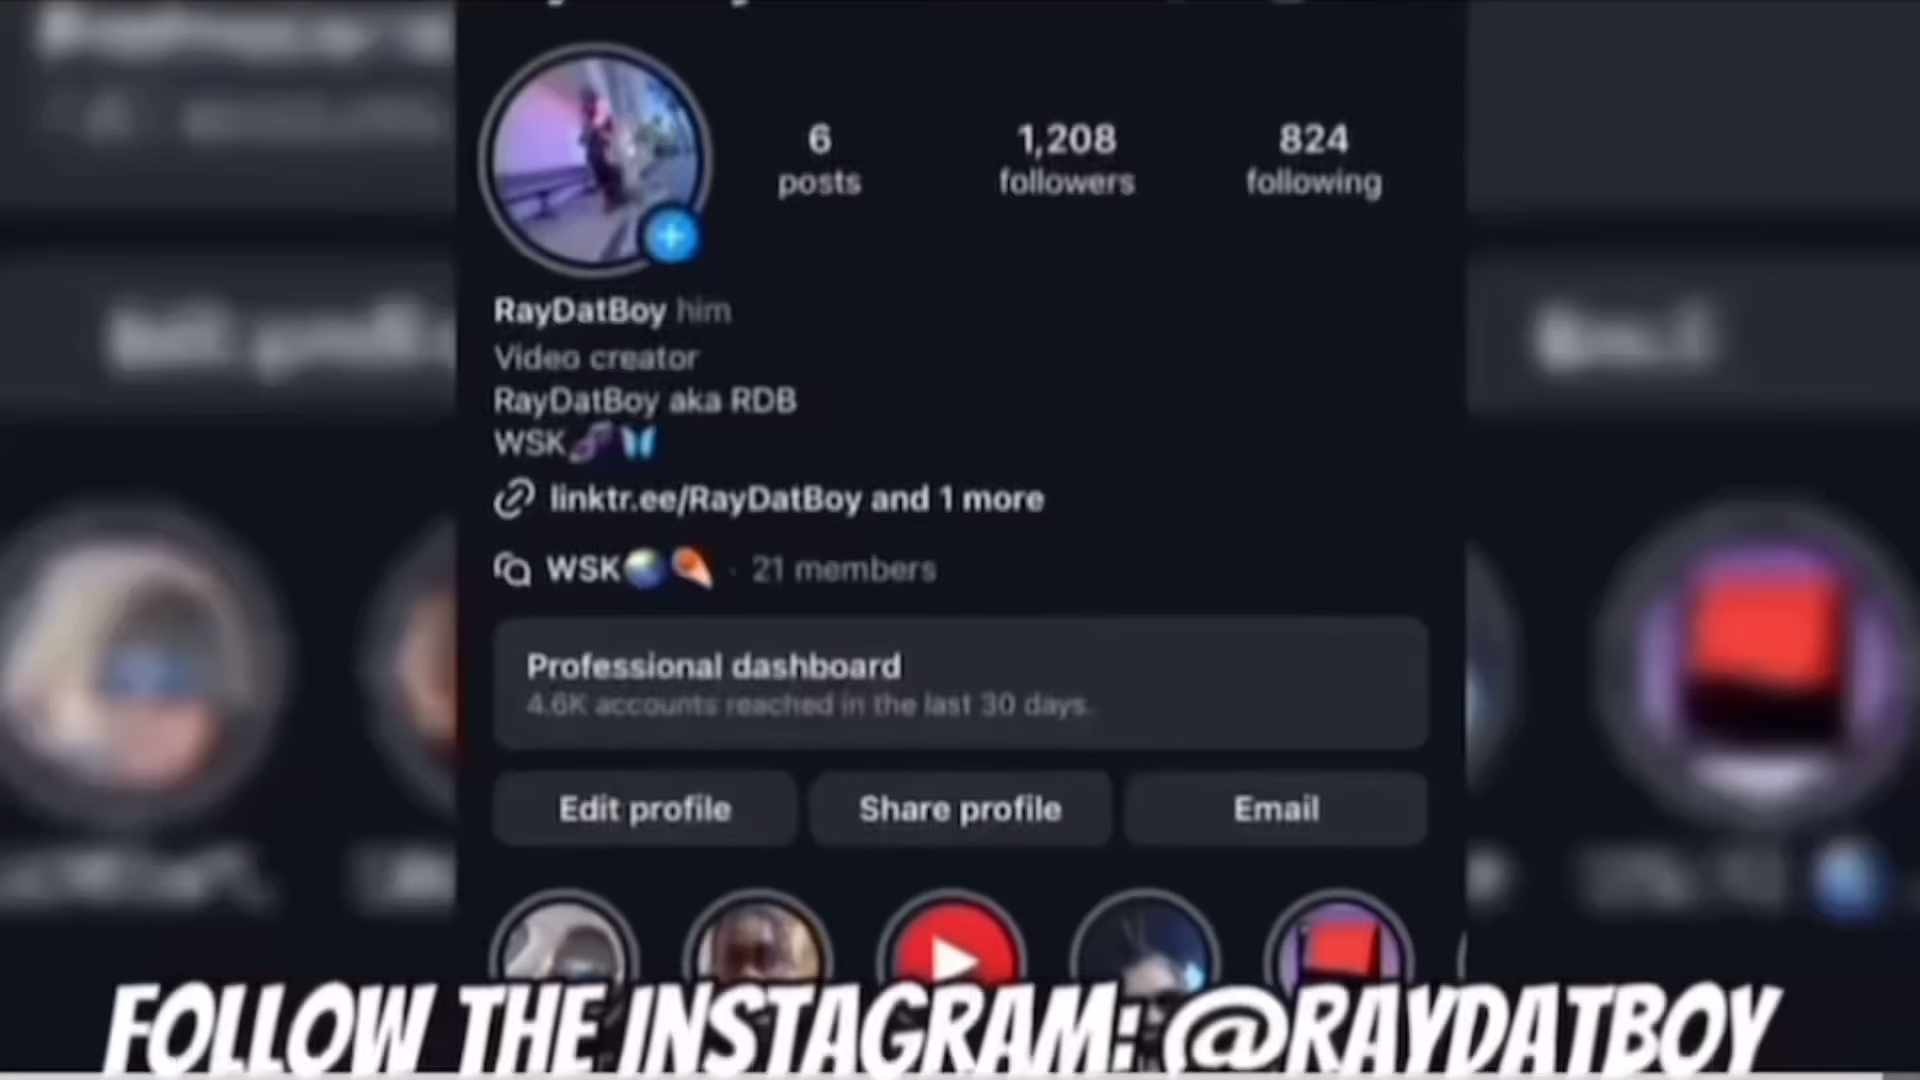 6
posts
1,208
followers
824
following
RayDatBoy him
Video creator
RayDatBoy aka RDB
WSK🧬🦋
linktr.ee/RayDatBoy and 1 more
WSK🌏☄️ · 21 members
Professional dashboard
4.6K accounts reached in the last 30 days.
Edit profile
Share profile
Email
FOLLOW THE INSTAGRAM: @RAYDATBOY